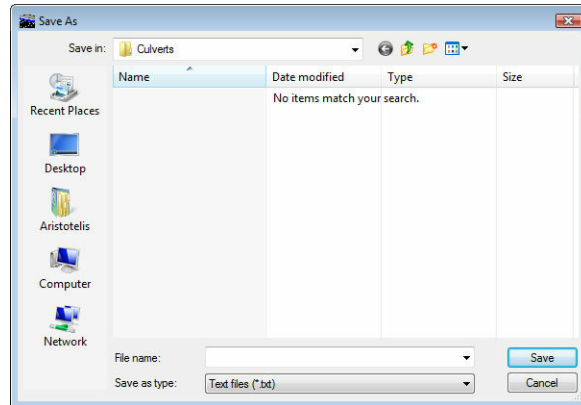 Save As
Save in: Culverts
Name Date modified Type Size
No items match your search.
Recent Places
Desktop
Aristotelis
Computer
Network
File name: Save
Save as type: Text files (*.txt) Cancel